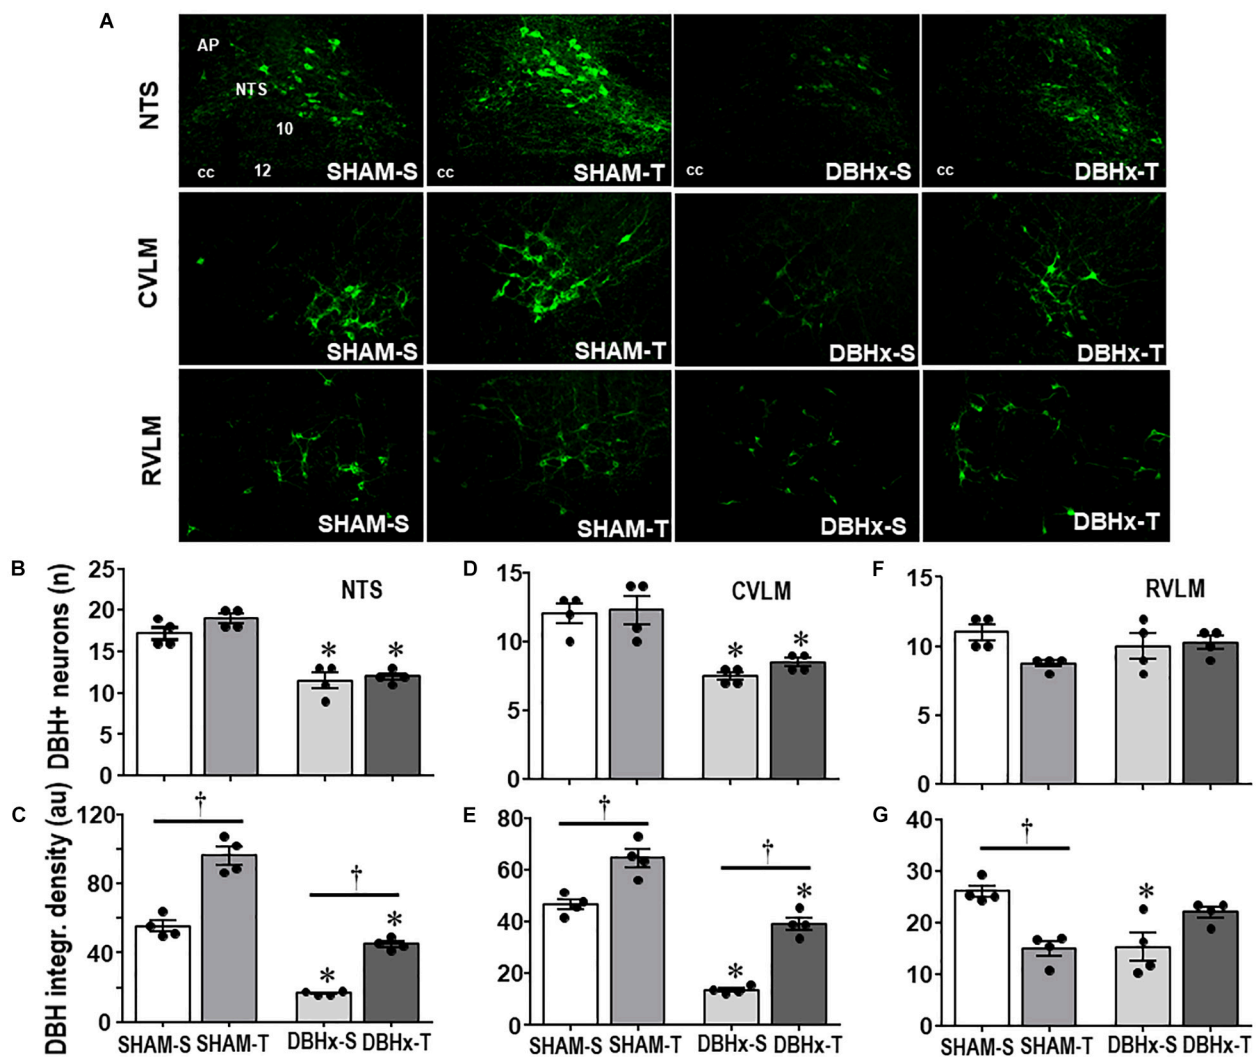 A
NTS
AP
NTS
10
12
cc
SHAM-S
cc
SHAM-T
cc
DBHx-S
cc
DBHx-T
CVLM
SHAM-S
SHAM-T
DBHx-S
DBHx-T
RVLM
SHAM-S
SHAM-T
DBHx-S
DBHx-T
B
DBH+ neurons (n)
25
20
15
10
5
0
NTS
*
*
D
15
10
5
0
CVLM
*
*
F
15
10
5
0
RVLM
C
DBH integr. density (au)
120
80
40
0
†
†
*
*
SHAM-S SHAM-T DBHx-S DBHx-T
E
80
60
40
20
0
†
†
*
*
SHAM-S SHAM-T DBHx-S DBHx-T
G
40
30
20
10
0
†
*
SHAM-S SHAM-T DBHx-S DBHx-T